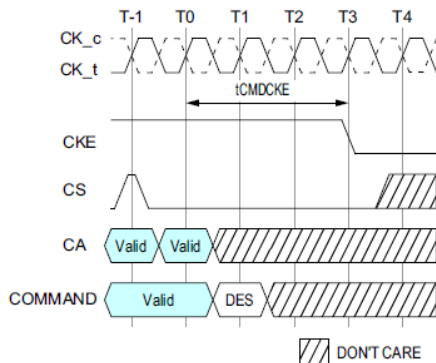 T-1 T0 T1 T2 T3 T4
CK_c
CK_t
tCMDCKE
CKE
CS
CA Valid Valid
COMMAND Valid DES
DON'T CARE